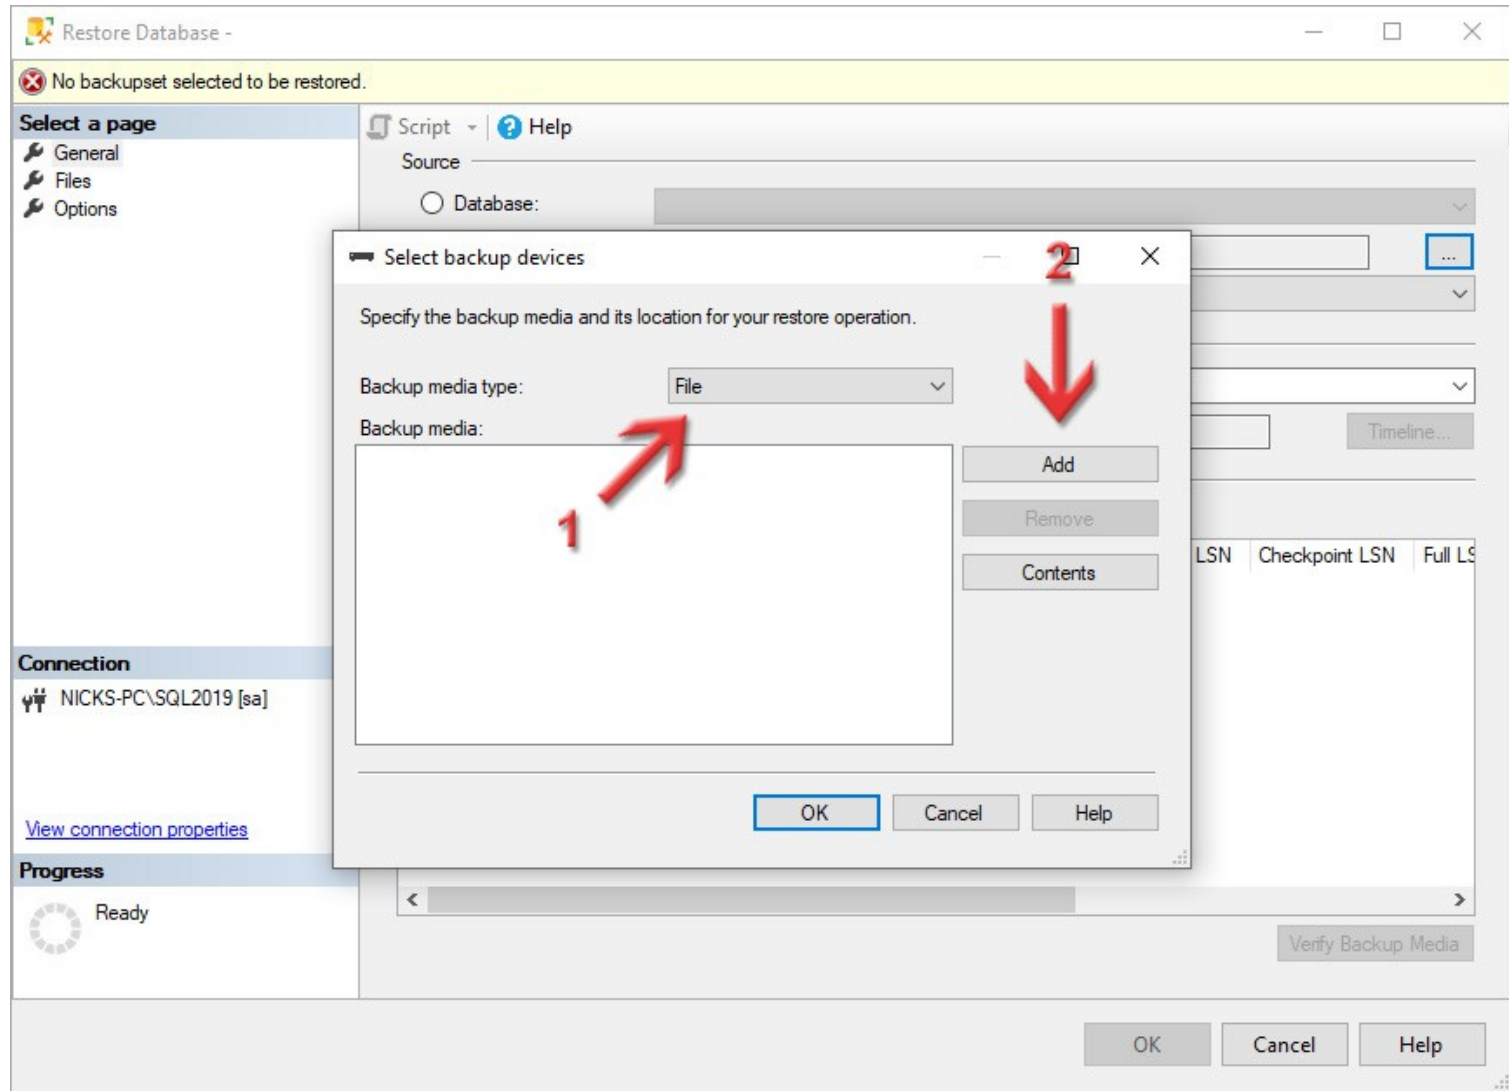 Restore Database -
No backupset selected to be restored.
Select a page
General
Files
Options
Script
Help
Source
Database:
...
Select backup devices
2
Specify the backup media and its location for your restore operation.
Backup media type:
File
Backup media:
1
Add
Remove
Contents
OK
Cancel
Help
Timeline...
LSN
Checkpoint LSN
Full LS
Connection
NICKS-PC\SQL2019 [sa]
View connection properties
Progress
Ready
Verify Backup Media
OK
Cancel
Help